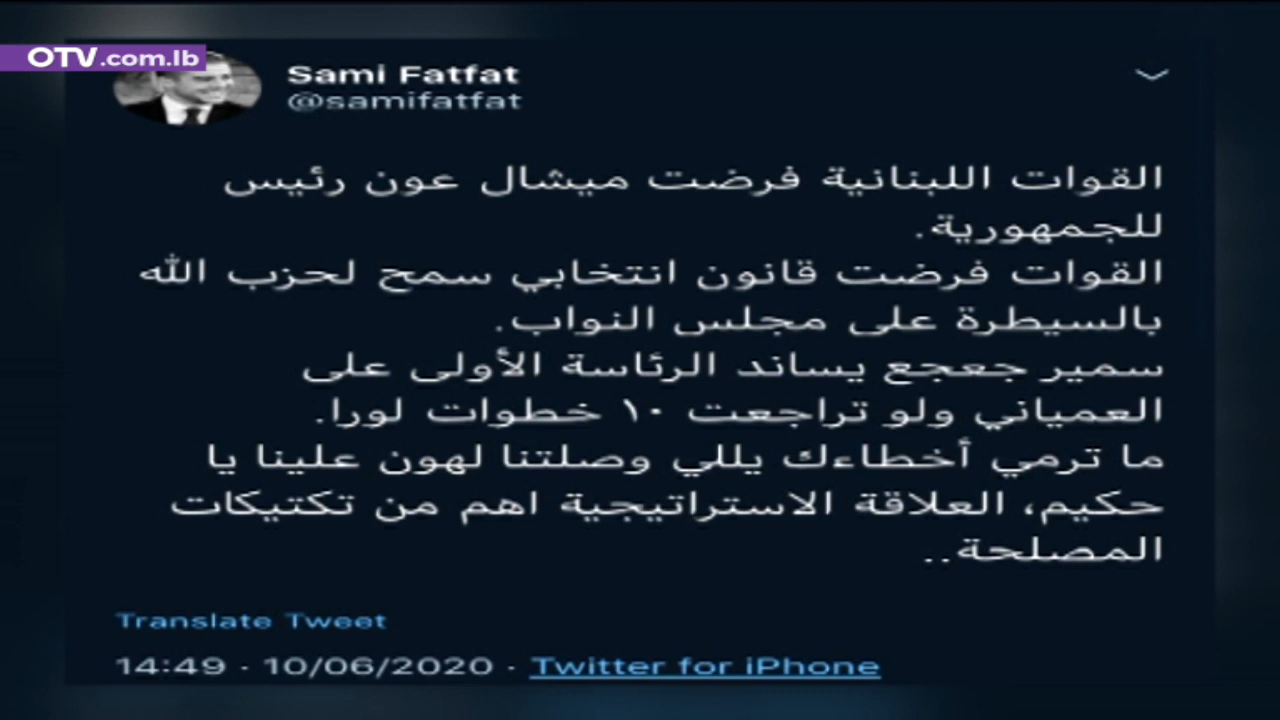 OTV.com.lb
Sami Fatfat
@samifatfat
القوات اللبنانية فرضت ميشال عون رئيس
للجمهورية.
القوات فرضت قانون انتخابي سمح لحزب الله
بالسيطرة على مجلس النواب.
سمير جعجع يساند الرئاسة الأولى على
العمياني ولو تراجعت ١٠ خطوات لورا.
ما ترمي أخطاءك يللي وصلتنا لهون علينا يا
حكيم، العلاقة الاستراتيجية اهم من تكتيكات
المصلحة..
Translate Tweet
14:49 · 10/06/2020 · Twitter for iPhone